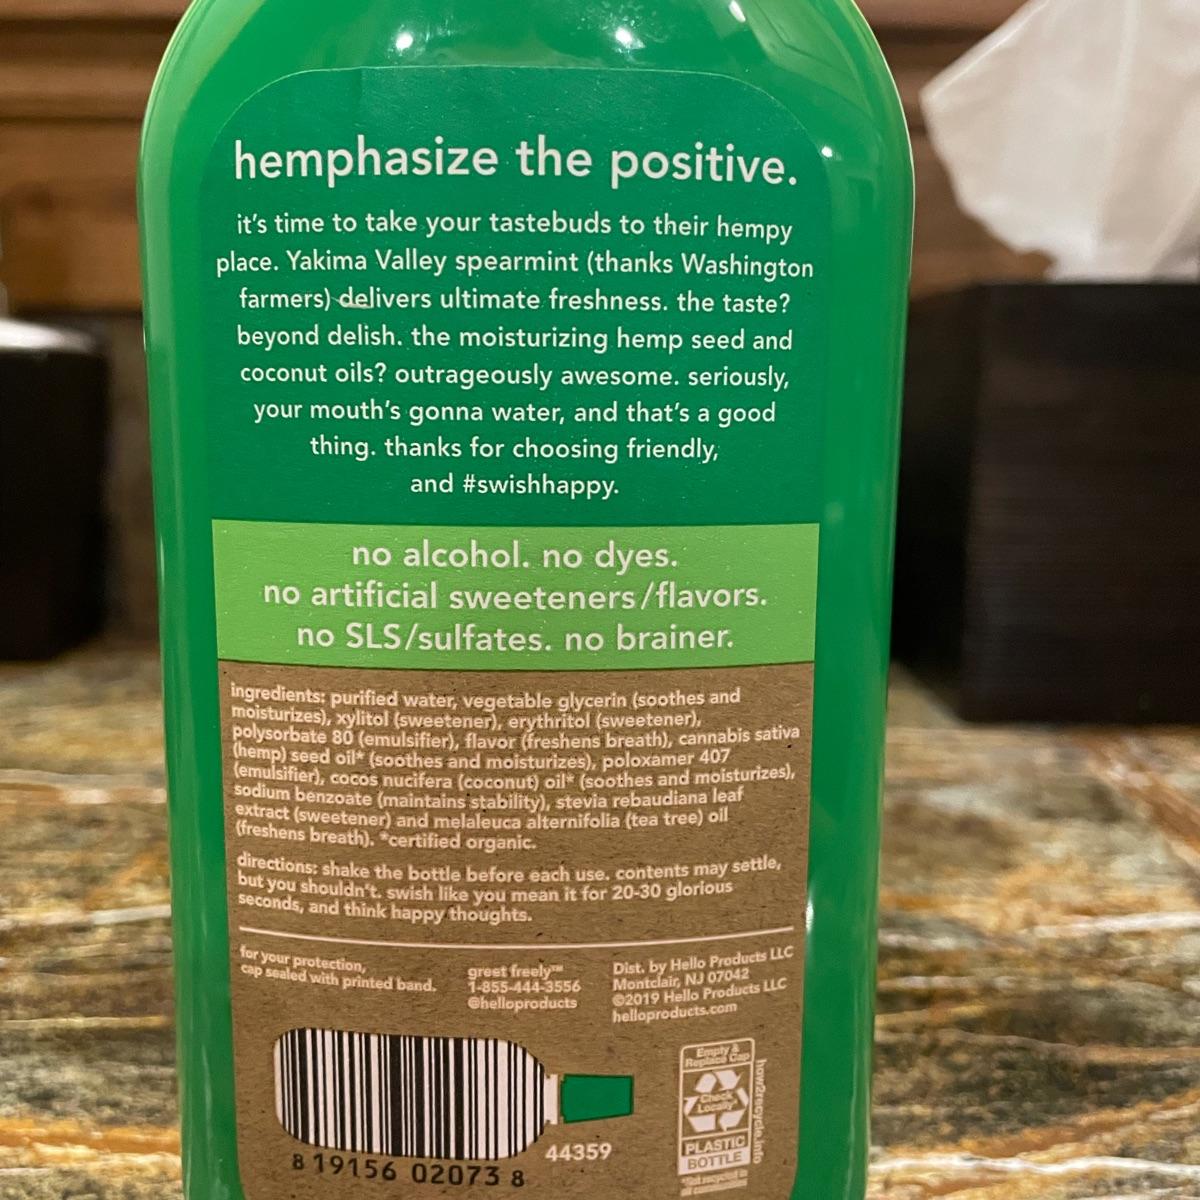 hemphasize the positive.
it's time to take your tastebuds to their hempy
place. Yakima Valley spearmint (thanks Washington
farmers) delivers ultimate freshness. the taste?
beyond delish. the moisturizing hemp seed and
coconut oils? outrageously awesome. seriously,
your mouth's gonna water, and that's a good
thing. thanks for choosing friendly,
and #swishhappy.
no alcohol. no dyes.
no artificial sweeteners/flavors.
no SLS/sulfates. no brainer.
ingredients: purified water, vegetable glycerin (soothes and
moisturizes), xylitol (sweetener), erythritol (sweetener),
polysorbate 80 (emulsifier), flavor (freshens breath), cannabis sativa
(hemp) seed oil* (soothes and moisturizes), poloxamer 407
(emulsifier), cocos nucifera (coconut) oil* (soothes and moisturizes),
sodium benzoate (maintains stability), stevia rebaudiana leaf
extract (sweetener) and melaleuca alternifolia (tea tree) oil
(freshens breath). *certified organic.
directions: shake the bottle before each use. contents may settle,
but you shouldn't. swish like you mean it for 20-30 glorious
seconds, and think happy thoughts.
for your protection,
cap sealed with printed band.
greet freely™
1-855-444-3556
@helloproducts
Dist. by Hello Products LLC
Montclair, NJ 07042
©2019 Hello Products LLC
helloproducts.com
8 19156 02073 8
44359
Empty &
Replace Cap
Check
Locally*
PLASTIC
BOTTLE
*Not recycled in
all communities
how2recycle.info